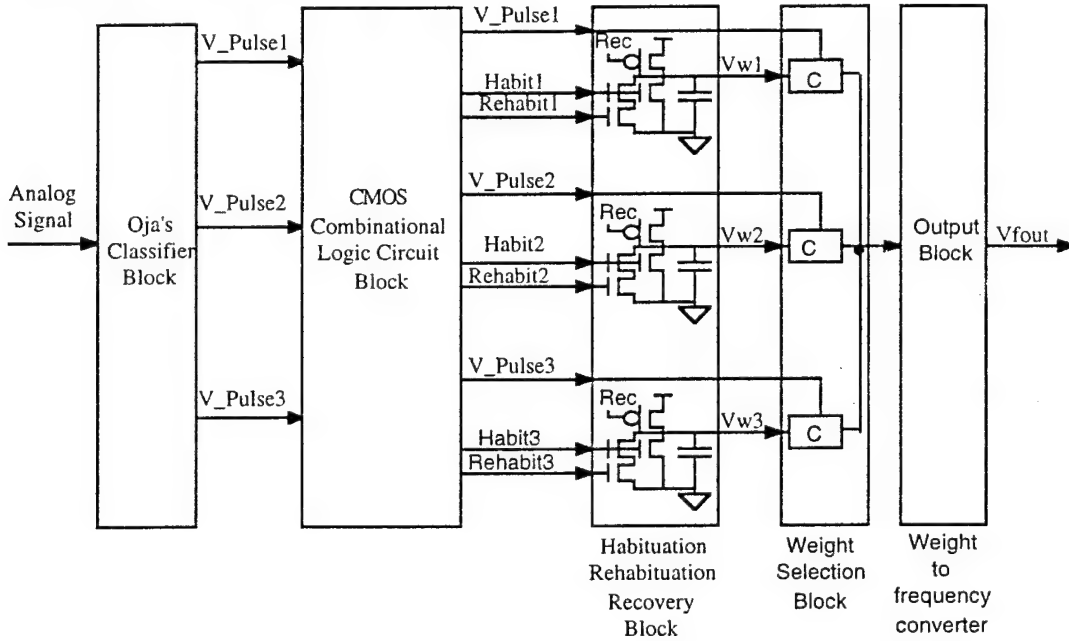 V_Pulse1
V_Pulse1
Rec
Habit1
Rehabit1
Vw1
C
Analog
Signal
Oja's
Classifier
Block
V_Pulse2
CMOS
Combinational
Logic Circuit
Block
V_Pulse2
Rec
Habit2
Rehabit2
Vw2
C
Output
Block
Vfout
V_Pulse3
V_Pulse3
Rec
Habit3
Rehabit3
Vw3
C
Habituation
Rehabituation
Recovery
Block
Weight
Selection
Block
Weight
to
frequency
converter